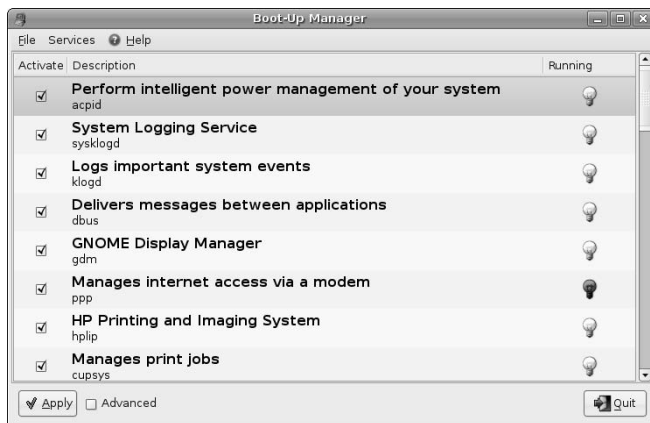 Boot-Up Manager
File Services Help
Activate Description Running
Perform intelligent power management of your system
acpid
System Logging Service
sysklogd
Logs important system events
klogd
Delivers messages between applications
dbus
GNOME Display Manager
gdm
Manages internet access via a modem
ppp
HP Printing and Imaging System
hplip
Manages print jobs
cupsys
Apply Advanced Quit